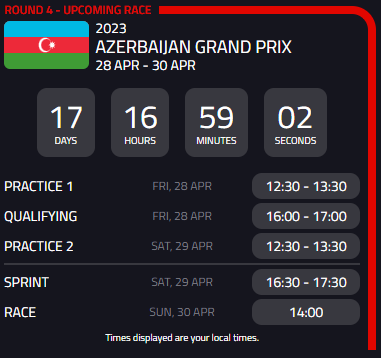 ROUND 4 - UPCOMING RACE
2023
AZERBAIJAN GRAND PRIX
28 APR - 30 APR
17 16 59 02
DAYS HOURS MINUTES SECONDS
PRACTICE 1 FRI, 28 APR 12:30 - 13:30
QUALIFYING FRI, 28 APR 16:00 - 17:00
PRACTICE 2 SAT, 29 APR 12:30 - 13:30
SPRINT SAT, 29 APR 16:30 - 17:30
RACE SUN, 30 APR 14:00
Times displayed are your local times.